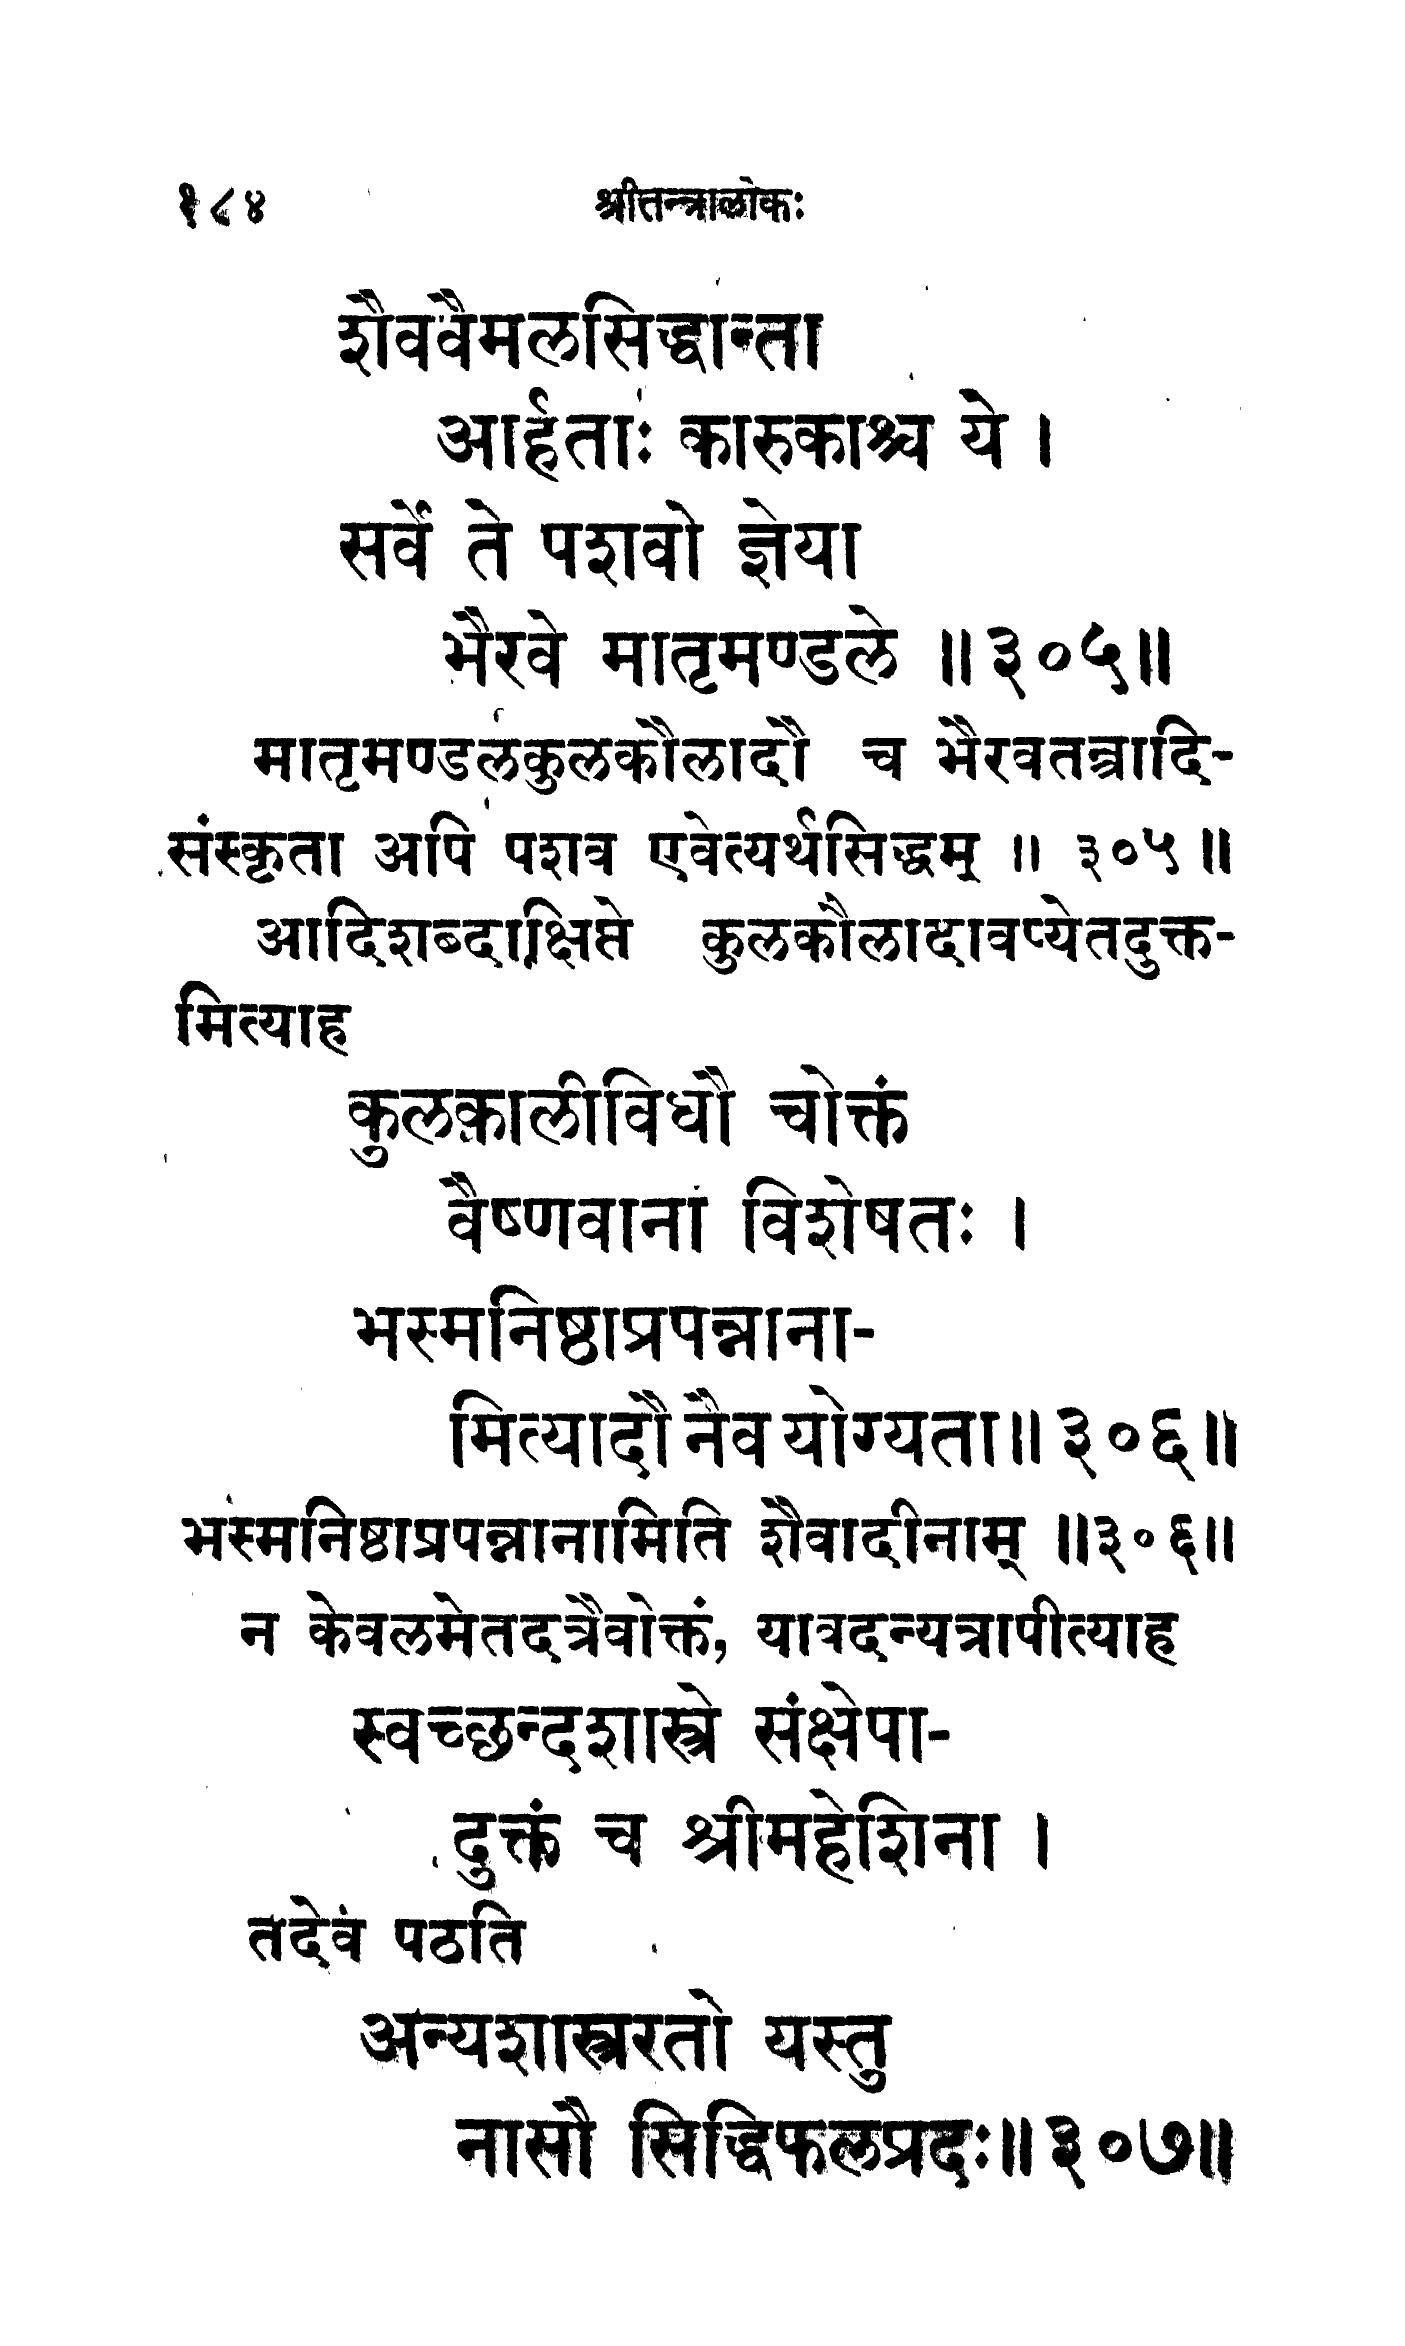 १८४ श्रीतन्त्रालोकः
शैववैमलसिद्धान्ता
आर्हताः कारुकाश्च ये ।
सर्वे ते पशवो ज्ञेया
भैरवे मातृमण्डले ॥३०५॥
मातृमण्डलकुलकौलादौ च भैरवतन्त्रादि-
संस्कृता अपि पशव एवेत्यर्थसिद्धम् ॥ ३०५॥
आदिशब्दाक्षिप्ते कुलकौलादावप्येतदुक्त-
मित्याह
कुलकालीविधौ चोक्तं
वैष्णवानां विशेषतः ।
भस्मनिष्ठाप्रपन्नाना-
मित्यादौ नैव योग्यता॥३०६॥
भस्मनिष्ठाप्रपन्नानामिति शैवादीनाम् ॥३०६॥
न केवलमेतदत्रैवोक्तं, यावदन्यत्रापीत्याह
स्वच्छन्दशास्त्रे संक्षेपा-
दुक्तं च श्रीमहेशिना ।
तदेव पठति
अन्यशास्त्ररतो यस्तु
नासौ सिद्धिफलप्रदः॥३०७॥